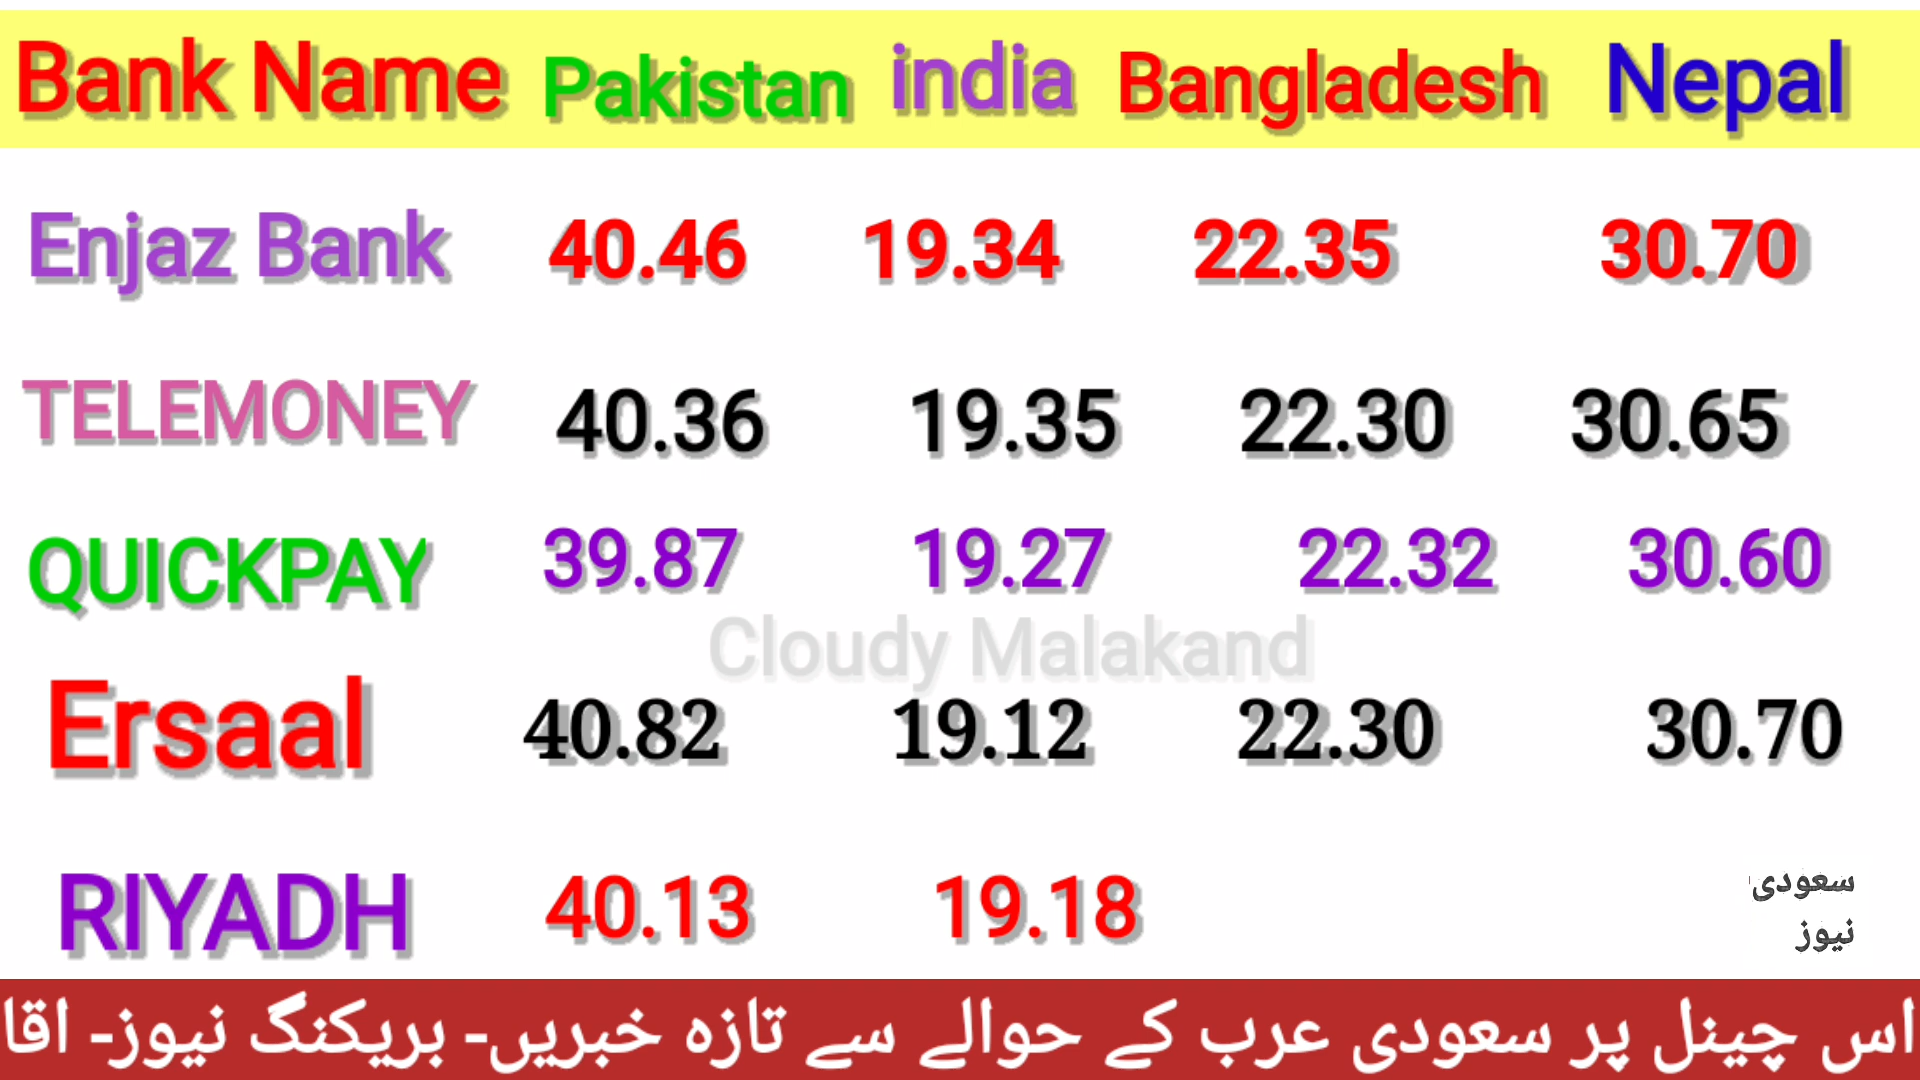 Bank Name Pakistan india Bangladesh Nepal
Enjaz Bank 40.46 19.34 22.35 30.70
TELEMONEY 40.36 19.35 22.30 30.65
QUICKPAY 39.87 19.27 22.32 30.60
Cloudy Malakand
Ersaal 40.82 19.12 22.30 30.70
RIYADH 40.13 19.18
سعودی
نیوز
اس چینل پر سعودی عرب کے حوالے سے تازہ خبریں- بریکنگ نیوز- اقا